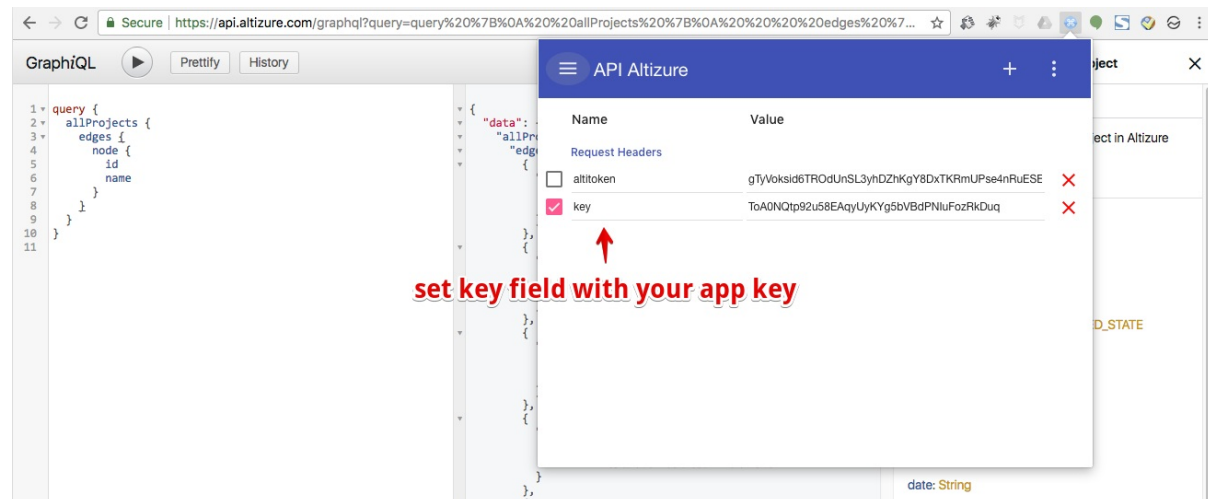 Secure | https://api.altizure.com/graphql?query=query%20%7B%0A%20%20allProjects%20%7B%0A%20%20%20%20edges%20%7...
GraphiQL Prettify History
API Altizure
ject
1 query {
2 allProjects {
3 edges {
4 node {
5 id
6 name
7 }
8 }
9 }
10 }
11
{
"data":
"allPr
"edge
{
},
{
},
{
},
{
}
},
Name Value
Request Headers
altitoken gTyVoksid6TROdUnSL3yhDZhKgY8DxTKRmUPse4nRuESE
key ToA0NQtp92u58EAqyUyKYg5bVBdPNIuFozRkDuq
set key field with your app key
ect in Altizure
D_STATE
date: String